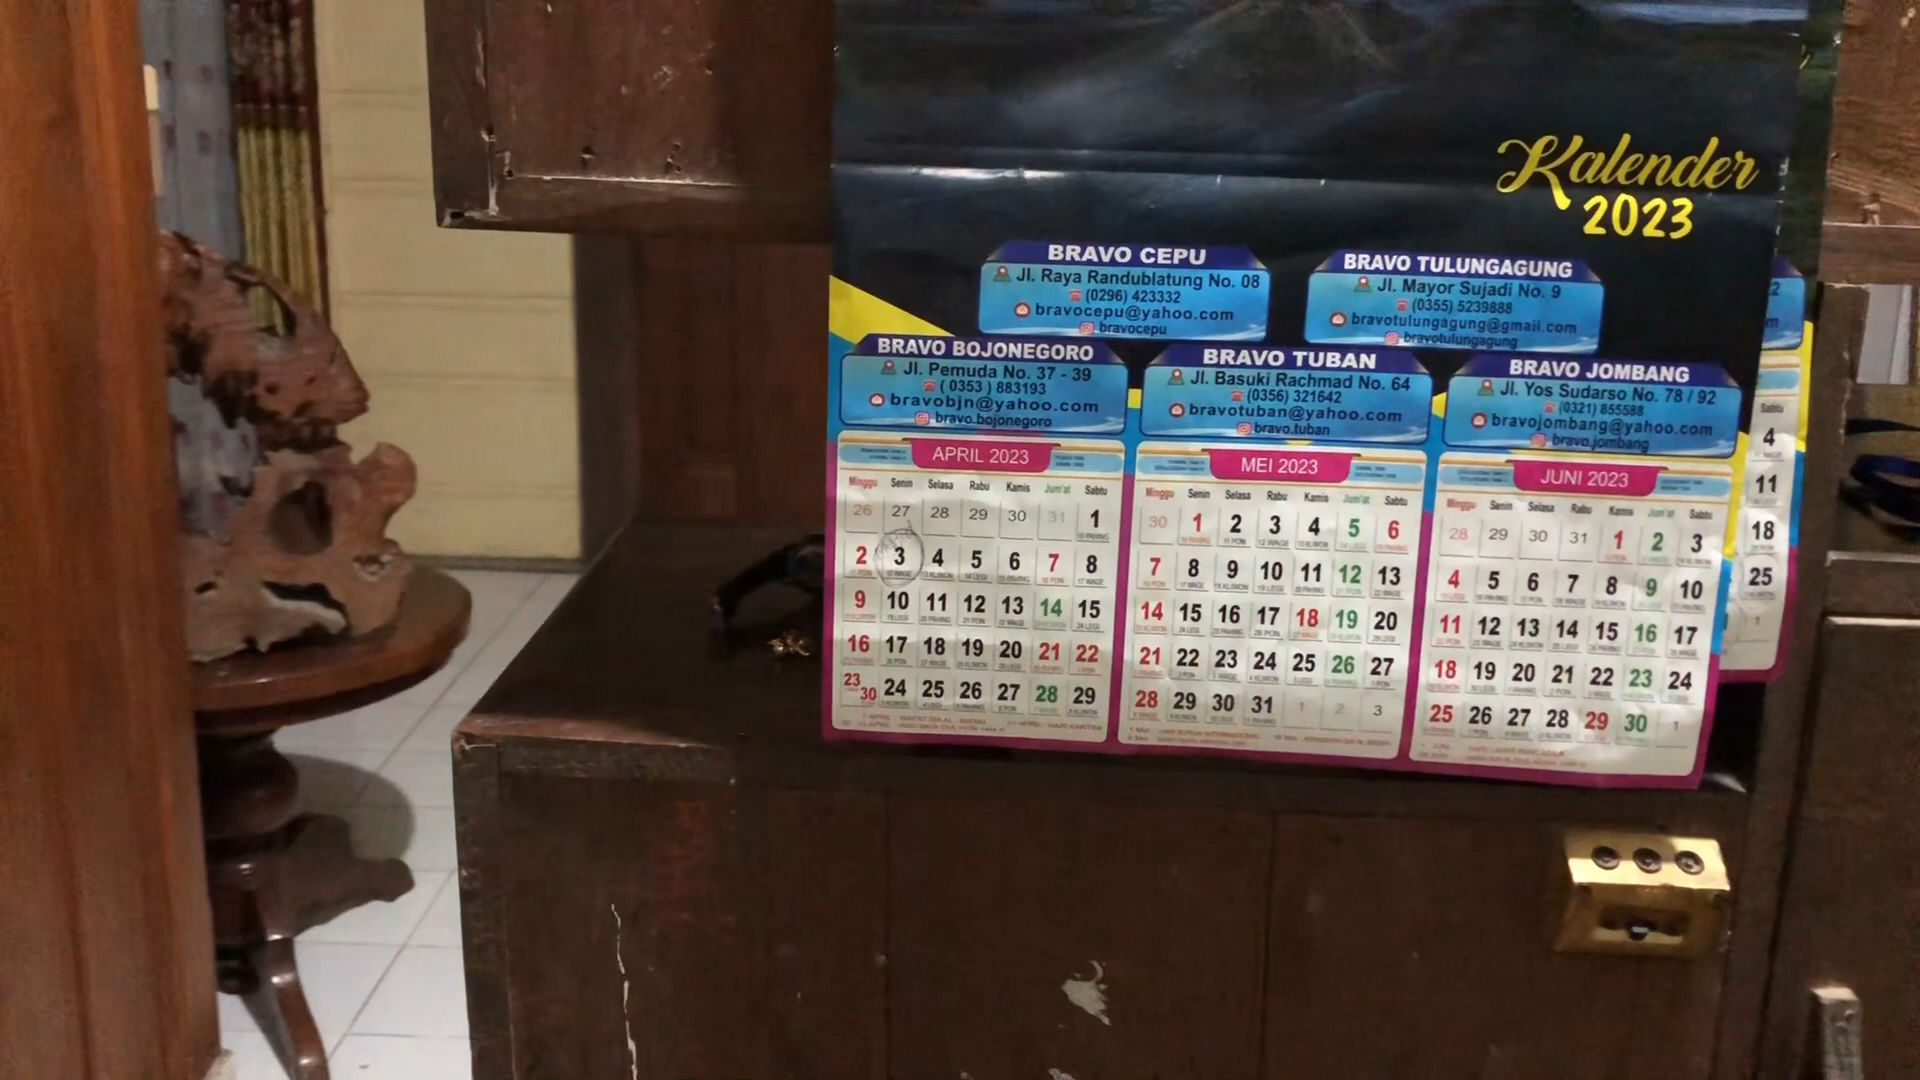 Kalender
2023
BRAVO CEPU
Jl. Raya Randublatung No. 08
(0296) 423332
bravocepu@yahoo.com
bravocepu
BRAVO TULUNGAGUNG
Jl. Mayor Sujadi No. 9
(0355) 5239888
bravotulungagung@gmail.com
bravotulungagung
BRAVO BOJONEGORO
Jl. Pemuda No. 37 - 39
( 0353 ) 883193
bravobjn@yahoo.com
bravo.bojonegoro
BRAVO TUBAN
Jl. Basuki Rachmad No. 64
(0356) 321642
bravotuban@yahoo.com
bravo.tuban
BRAVO JOMBANG
Jl. Yos Sudarso No. 78 / 92
(0321) 855588
bravojombang@yahoo.com
bravo.jombang
APRIL 2023
Minggu Senin Selasa Rabu Kamis Jum'at Sabtu
26 27 28 29 30 31 1
2 3 4 5 6 7 8
9 10 11 12 13 14 15
16 17 18 19 20 21 22
23 30 24 25 26 27 28 29
MEI 2023
Minggu Senin Selasa Rabu Kamis Jum'at Sabtu
30 1 2 3 4 5 6
7 8 9 10 11 12 13
14 15 16 17 18 19 20
21 22 23 24 25 26 27
28 29 30 31 1 2 3
JUNI 2023
Minggu Senin Selasa Rabu Kamis Jum'at Sabtu
28 29 30 31 1 2 3
4 5 6 7 8 9 10
11 12 13 14 15 16 17
18 19 20 21 22 23 24
25 26 27 28 29 30 1
Sabtu
4
11
18
25
1